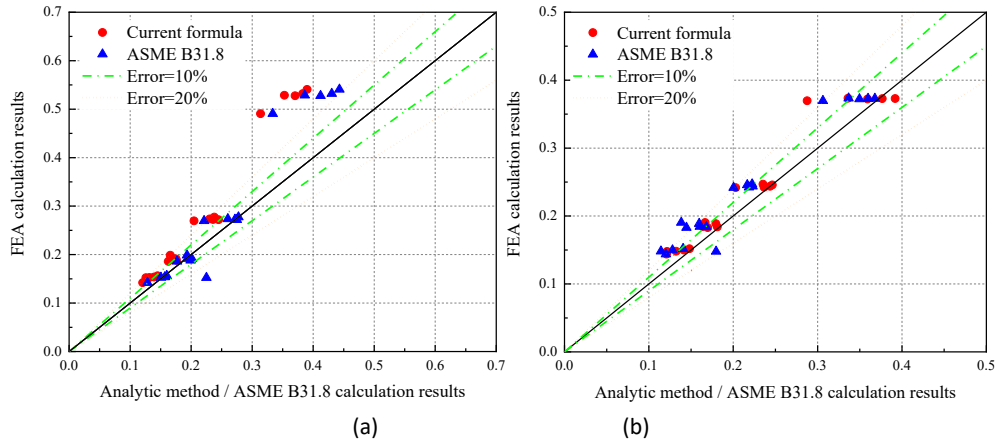 Current formula
ASME B31.8
Error=10%
Error=20%
0.7
0.6
0.5
0.4
0.3
0.2
0.1
0.0
FEA calculation results
0.0 0.1 0.2 0.3 0.4 0.5 0.6 0.7
Analytic method / ASME B31.8 calculation results
(a)
Current formula
ASME B31.8
Error=10%
Error=20%
0.5
0.4
0.3
0.2
0.1
0.0
FEA calculation results
0.0 0.1 0.2 0.3 0.4 0.5
Analytic method / ASME B31.8 calculation results
(b)